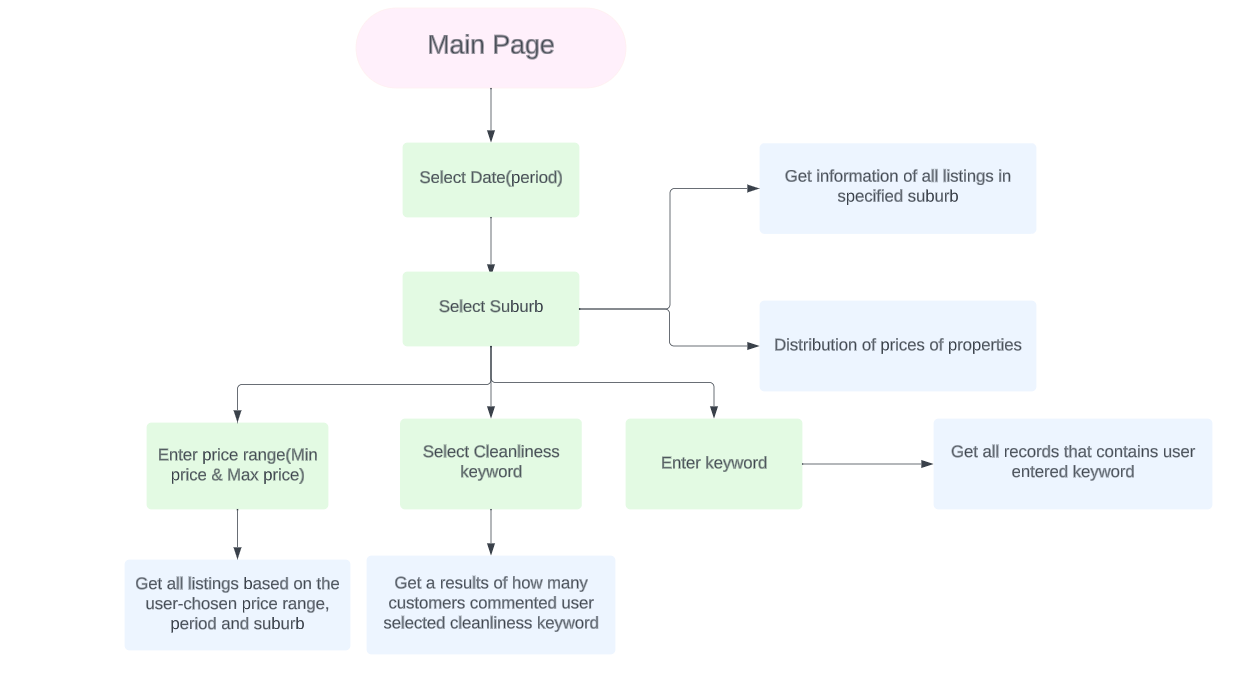 Main Page
Select Date(period)
Get information of all listings in
specified suburb
Select Suburb
Distribution of prices of properties
Enter price range(Min
price & Max price)
Select Cleanliness
keyword
Enter keyword
Get all records that contains user
entered keyword
Get all listings based on the
user-chosen price range,
period and suburb
Get a results of how many
customers commented user
selected cleanliness keyword